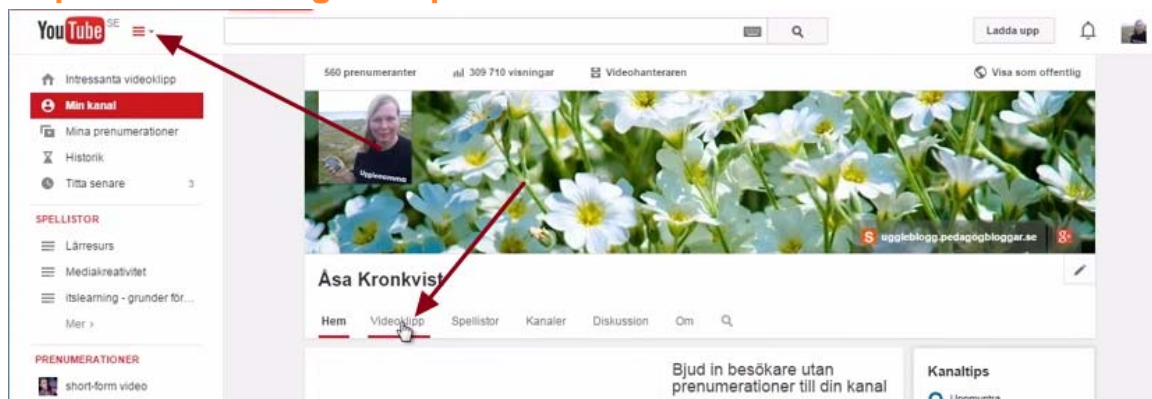 YouTube SE
Ladda upp
Intressanta videoklipp
Min kanal
Mina prenumerationer
Historik
Titta senare 3
SPELLISTOR
Lärresurs
Mediakreativitet
itslearning - grunder för...
Mer ›
PRENUMERATIONER
short-form video
560 prenumeranter 309 710 visningar Videohanteraren Visa som offentlig
Ugglemamma
S uggleblogg.pedagogbloggar.se g+
Åsa Kronkvist
Hem Videoklipp Spellistor Kanaler Diskussion Om
Bjud in besökare utan
prenumerationer till din kanal
Kanaltips